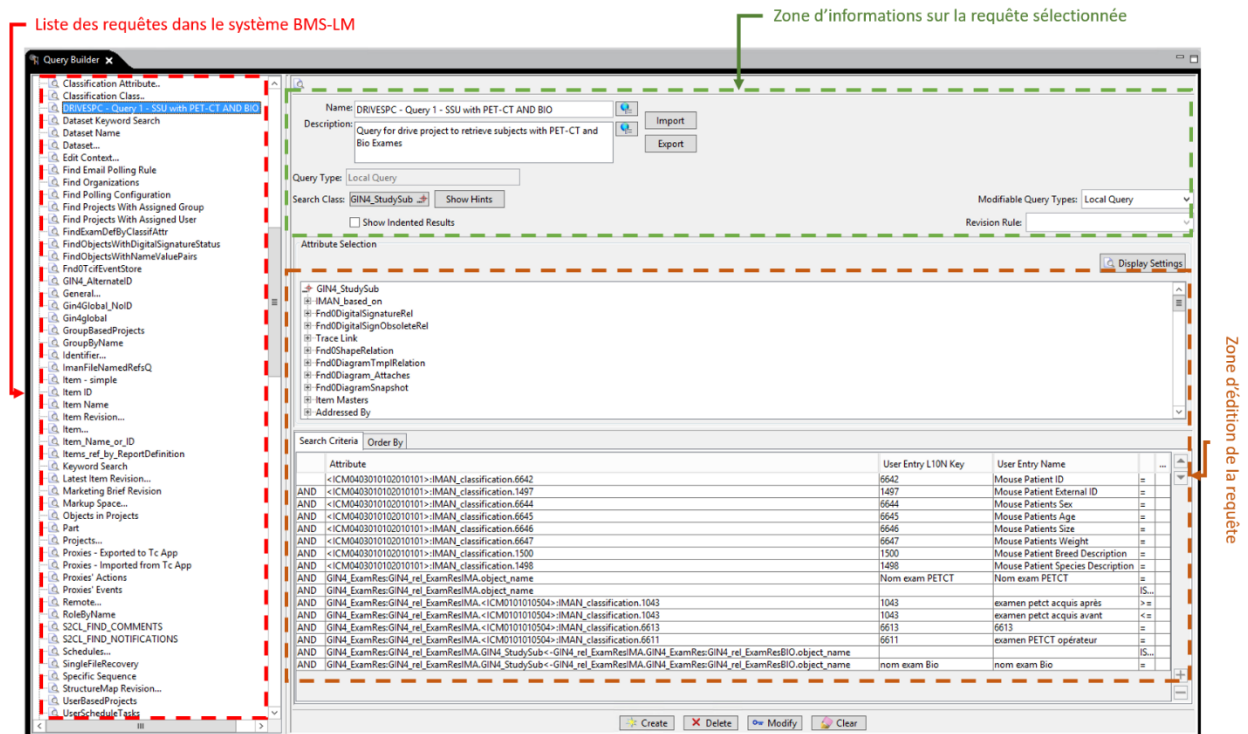 Liste des requêtes dans le système BMS-LM
Zone d'informations sur la requête sélectionnée
Query Builder
Classification Attribute..
Classification Class..
DRIVESPC - Query 1 - SSU with PET-CT AND BIO
Dataset Keyword Search
Dataset Name
Dataset...
Edit Context...
Find Email Polling Rule
Find Organizations
Find Polling Configuration
Find Projects With Assigned Group
Find Projects With Assigned User
FindExamDefByClassifAttr
FindObjectsWithDigitalSignatureStatus
FindObjectsWithNameValuePairs
Fnd0TcifEventStore
GIN4_AlternateID
General...
Gin4Global_NoID
Gin4global
GroupBasedProjects
GroupByName
Identifier...
ImanFileNamedRefsQ
Item - simple
Item ID
Item Name
Item Revision...
Item...
Item_Name_or_ID
Items_ref_by_ReportDefinition
Keyword Search
Latest Item Revision...
Marketing Brief Revision
Markup Space...
Objects in Projects
Part
Projects...
Proxies - Exported to Tc App
Proxies - Imported from Tc App
Proxies' Actions
Proxies' Events
Remote...
RoleByName
S2CL_FIND_COMMENTS
S2CL_FIND_NOTIFICATIONS
Schedules...
SingleFileRecovery
Specific Sequence
StructureMap Revision...
UserBasedProjects
UserScheduleTasks
Name: DRIVESPC - Query 1 - SSU with PET-CT AND BIO
Import
Description: Query for drive project to retrieve subjects with PET-CT and
Bio Exames
Export
Query Type: Local Query
Search Class: GIN4_StudySub Show Hints Modifiable Query Types: Local Query
Show Indented Results Revision Rule:
Attribute Selection
Display Settings
GIN4_StudySub
IMAN_based_on
Fnd0DigitalSignatureRel
Fnd0DigitalSignObsoleteRel
Trace Link
Fnd0ShapeRelation
Fnd0DiagramTmplRelation
Fnd0Diagram_Attaches
Fnd0DiagramSnapshot
Item Masters
Addressed By
Zone d'édition de la requête
Search Criteria Order By
Attribute User Entry L10N Key User Entry Name ...
<ICM0403010102010101>:IMAN_classification.6642 6642 Mouse Patient ID =
AND <ICM0403010102010101>:IMAN_classification.1497 1497 Mouse Patient External ID =
AND <ICM0403010102010101>:IMAN_classification.6644 6644 Mouse Patients Sex =
AND <ICM0403010102010101>:IMAN_classification.6645 6645 Mouse Patients Age =
AND <ICM0403010102010101>:IMAN_classification.6646 6646 Mouse Patients Size =
AND <ICM0403010102010101>:IMAN_classification.6647 6647 Mouse Patients Weight =
AND <ICM0403010102010101>:IMAN_classification.1500 1500 Mouse Patient Breed Description =
AND <ICM0403010102010101>:IMAN_classification.1498 1498 Mouse Patient Species Description =
AND GIN4_ExamRes:GIN4_rel_ExamResIMA.object_name Nom exam PETCT Nom exam PETCT =
AND GIN4_ExamRes:GIN4_rel_ExamResIMA.object_name IS...
AND GIN4_ExamRes:GIN4_rel_ExamResIMA.<ICM0101010504>:IMAN_classification.1043 1043 examen petct acquis après >=
AND GIN4_ExamRes:GIN4_rel_ExamResIMA.<ICM0101010504>:IMAN_classification.1043 1043 examen petct acquis avant <=
AND GIN4_ExamRes:GIN4_rel_ExamResIMA.<ICM0101010504>:IMAN_classification.6613 6613 6613 =
AND GIN4_ExamRes:GIN4_rel_ExamResIMA.<ICM0101010504>:IMAN_classification.6611 6611 examen PETCT opérateur =
AND GIN4_ExamRes:GIN4_rel_ExamResIMA.GIN4_StudySub<-GIN4_rel_ExamResIMA.GIN4_ExamRes:GIN4_rel_ExamResBIO.object_name IS...
AND GIN4_ExamRes:GIN4_rel_ExamResIMA.GIN4_StudySub<-GIN4_rel_ExamResIMA.GIN4_ExamRes:GIN4_rel_ExamResBIO.object_name nom exam Bio nom exam Bio =
Create Delete Modify Clear